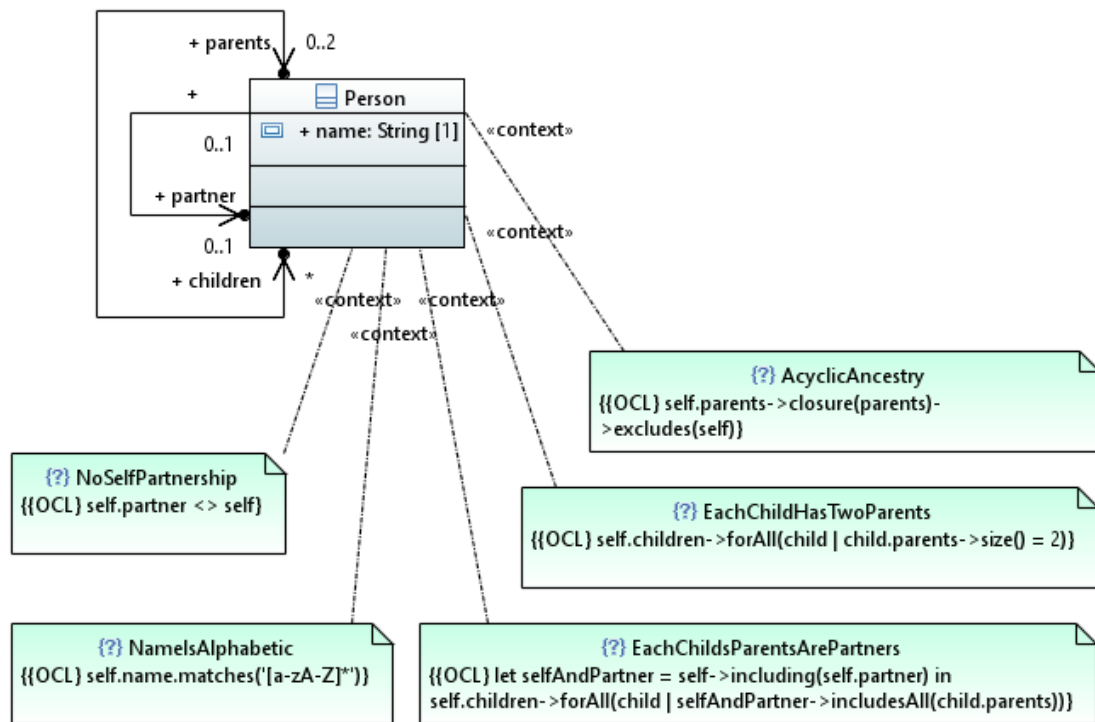 + parents
0..2
+
Person
+ name: String [1]
«context»
0..1
+ partner
0..1
«context»
+ children
*
«context»
«context»
«context»
{?} AcyclicAncestry
{{OCL} self.parents->closure(parents)-
>excludes(self)}
{?} NoSelfPartnership
{{OCL} self.partner <> self}
{?} EachChildHasTwoParents
{{OCL} self.children->forAll(child | child.parents->size() = 2)}
{?} NameIsAlphabetic
{{OCL} self.name.matches('[a-zA-Z]*')}
{?} EachChildsParentsArePartners
{{OCL} let selfAndPartner = self->including(self.partner) in
self.children->forAll(child | selfAndPartner->includesAll(child.parents))}